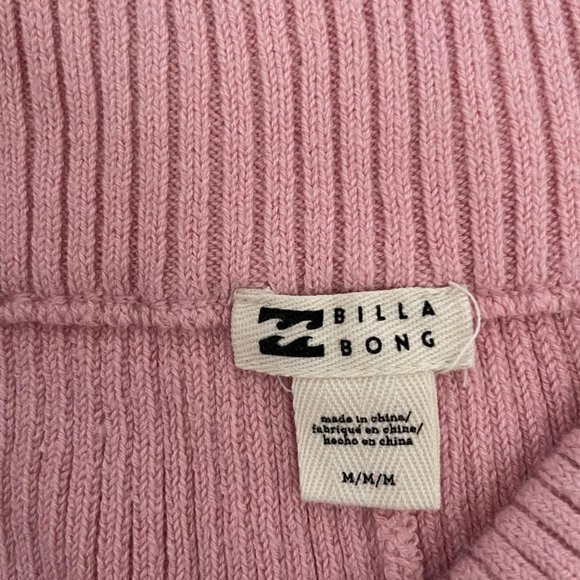 BILLA
BONG
made in china/
fabriqué en chine/
hecho en china
M/M/M